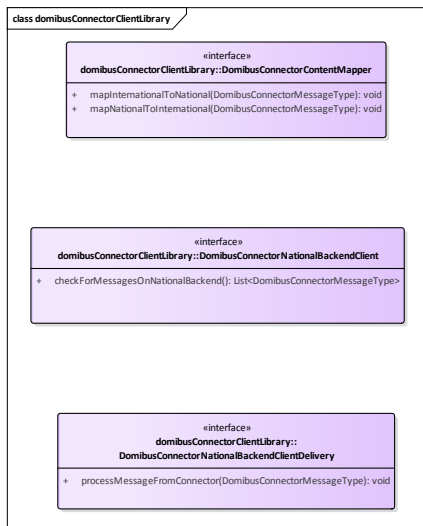 class domibusConnectorClientLibrary
«interface»
domibusConnectorClientLibrary::DomibusConnectorContentMapper
+ mapInternationalToNational(DomibusConnectorMessageType): void
+ mapNationalToInternational(DomibusConnectorMessageType): void
«interface»
domibusConnectorClientLibrary::DomibusConnectorNationalBackendClient
+ checkForMessagesOnNationalBackend(): List<DomibusConnectorMessageType>
«interface»
domibusConnectorClientLibrary::
DomibusConnectorNationalBackendClientDelivery
+ processMessageFromConnector(DomibusConnectorMessageType): void